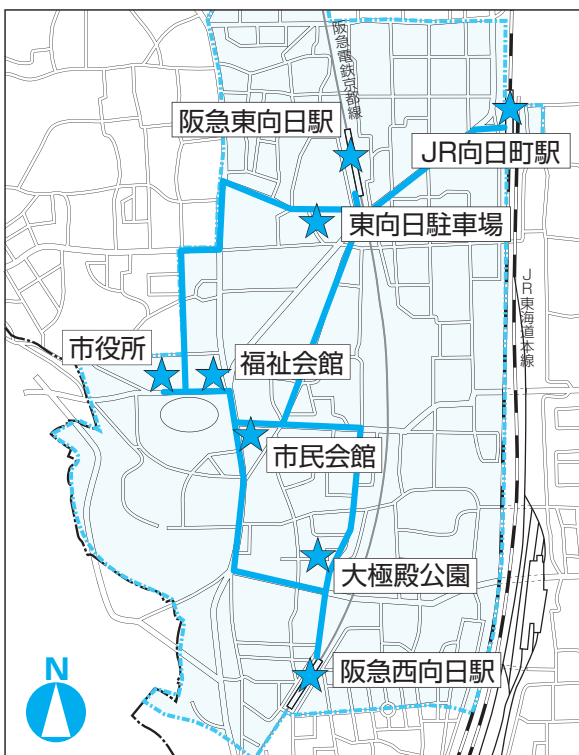 阪急電鉄京都線
阪急東向日駅
JR向日町駅
東向日駐車場
JR東海道本線
市役所
福祉会館
市民会館
大極殿公園
阪急西向日駅
N